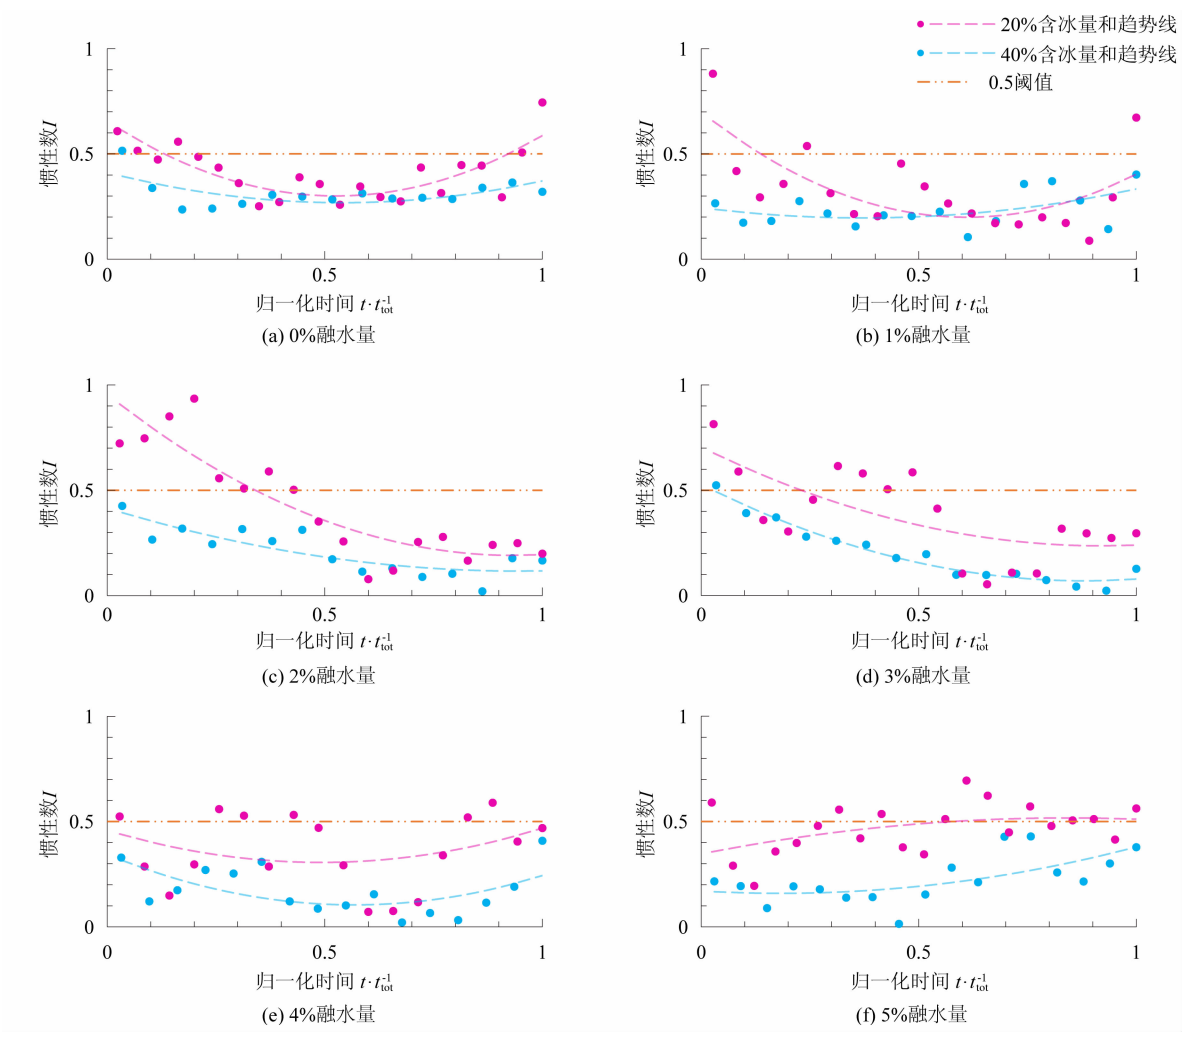 20%含冰量和趋势线
40%含冰量和趋势线
0.5阈值
1
0.5
0
惯性数I
0 0.5 1
归一化时间 t·t_tot^-1
(a) 0%融水量
1
0.5
0
惯性数I
0 0.5 1
归一化时间 t·t_tot^-1
(b) 1%融水量
1
0.5
0
惯性数I
0 0.5 1
归一化时间 t·t_tot^-1
(c) 2%融水量
1
0.5
0
惯性数I
0 0.5 1
归一化时间 t·t_tot^-1
(d) 3%融水量
1
0.5
0
惯性数I
0 0.5 1
归一化时间 t·t_tot^-1
(e) 4%融水量
1
0.5
0
惯性数I
0 0.5 1
归一化时间 t·t_tot^-1
(f) 5%融水量